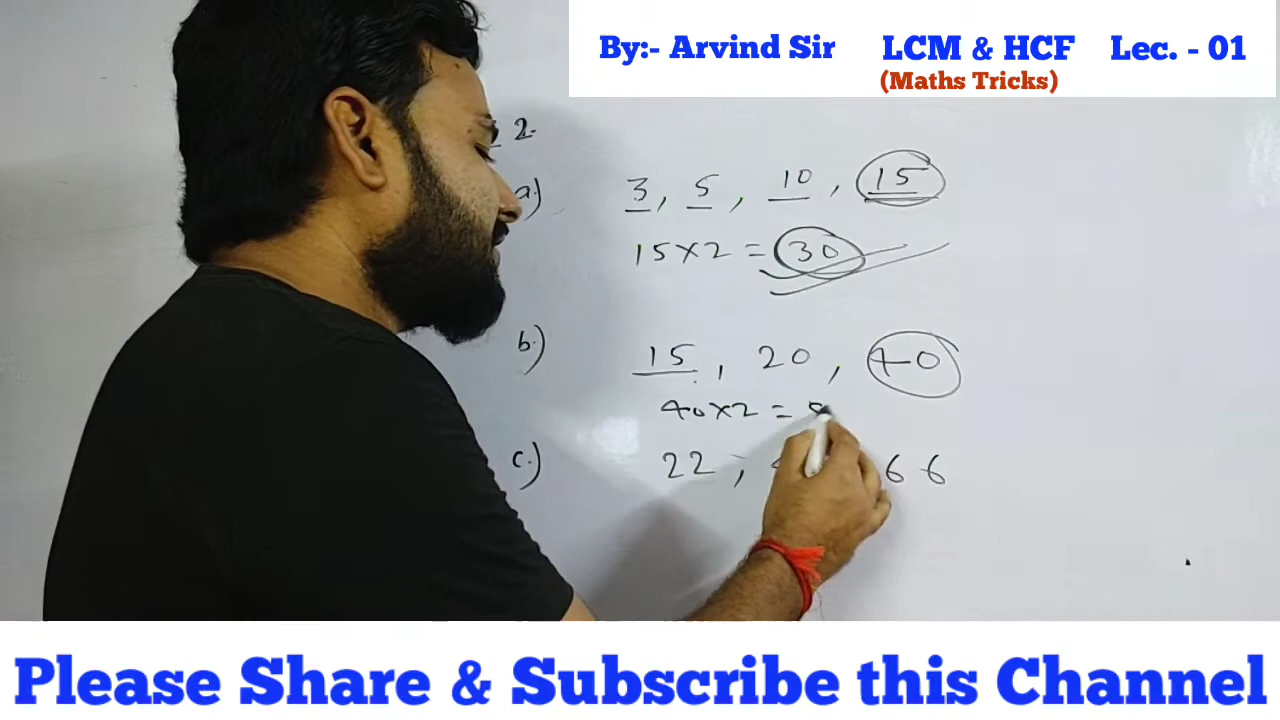 By:- Arvind Sir LCM & HCF Lec. - 01
(Maths Tricks)
2.
a.) 3, 5, 10, 15
15×2 = 30
b.) 15, 20, 40
40×2 =
c.) 22, 66
Please Share & Subscribe this Channel